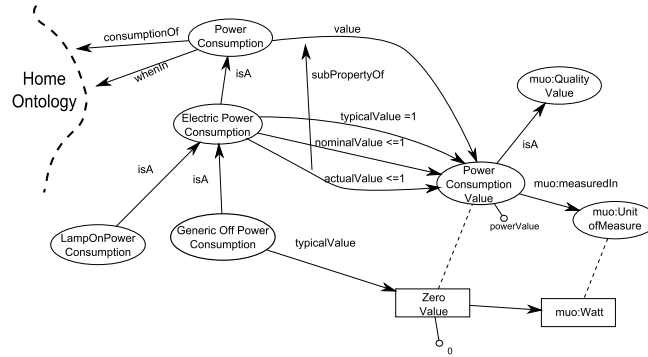 consumptionOf
Power
Consumption
value
whenIn
Home
Ontology
isA
subPropertyOf
muo:Quality
Value
Electric Power
Consumption
typicalValue =1
nominalValue <=1
actualValue <=1
isA
isA
isA
Power
Consumption
Value
muo:measuredIn
powerValue
muo:Unit
ofMeasure
LampOnPower
Consumption
Generic Off Power
Consumption
typicalValue
Zero
Value
muo:Watt
0